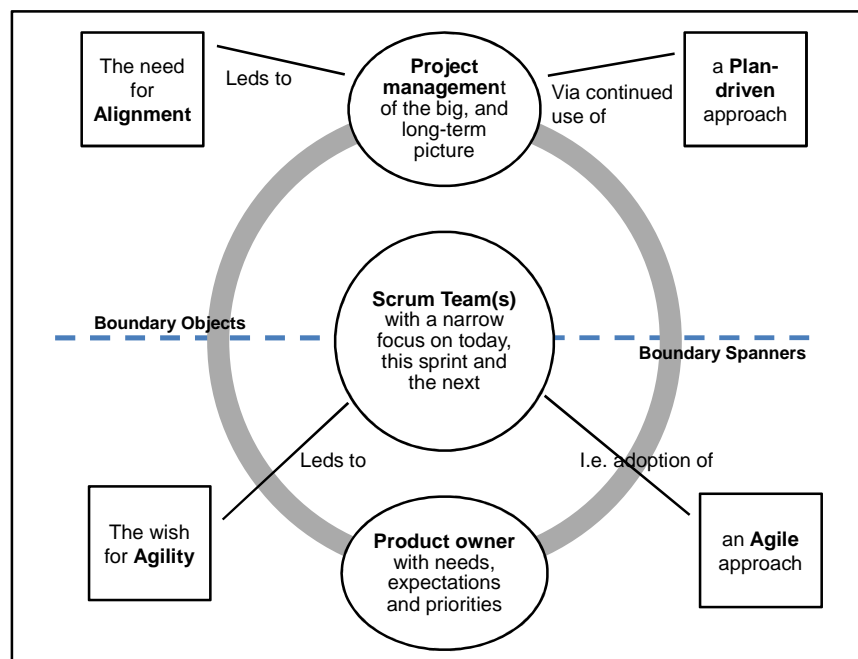 The need
for
Alignment
Leds to
Project
management
of the big, and
long-term
picture
Via continued
use of
a Plan-
driven
approach
Boundary Objects
Scrum Team(s)
with a narrow
focus on today,
this sprint and
the next
Boundary Spanners
Leds to
I.e. adoption of
The wish
for Agility
Product owner
with needs,
expectations
and priorities
an Agile
approach